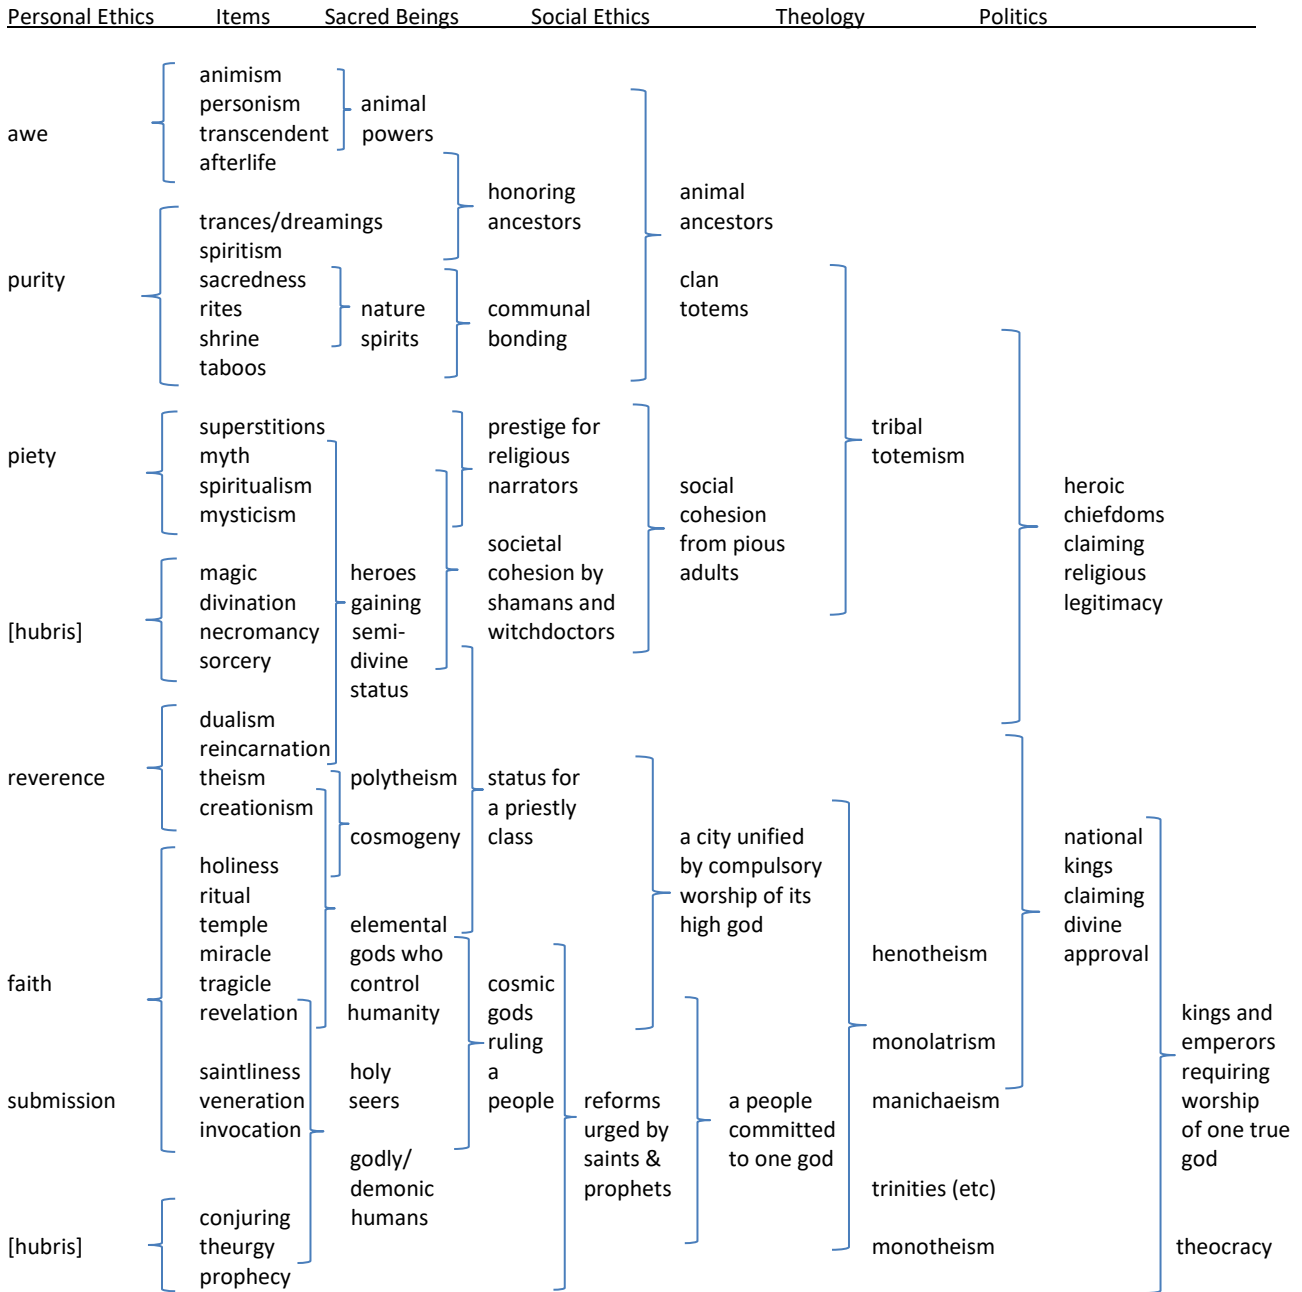 Personal Ethics Items Sacred Beings Social Ethics Theology Politics
animism
personism animal
awe transcendent powers
afterlife
honoring animal
trances/dreamings ancestors ancestors
spiritism
purity sacredness clan
rites nature communal totems
shrine spirits bonding
taboos
superstitions prestige for tribal
piety myth religious totemism
spiritualism narrators social heroic
mysticism cohesion chiefdoms
societal from pious claiming
magic heroes cohesion by adults religious
divination gaining shamans and legitimacy
[hubris] necromancy semi- witchdoctors
sorcery divine
status
dualism
reincarnation
reverence theism polytheism status for
creationism a priestly
cosmogeny class a city unified national
holiness by compulsory kings
ritual worship of its claiming
temple elemental high god divine
miracle gods who henotheism approval
faith tragicle control cosmic
revelation humanity gods kings and
ruling monolatrism emperors
saintliness holy a requiring
submission veneration seers people reforms a people manichaeism worship
invocation urged by committed of one true
godly/ saints & to one god god
demonic prophets trinities (etc)
conjuring humans
[hubris] theurgy monotheism theocracy
prophecy